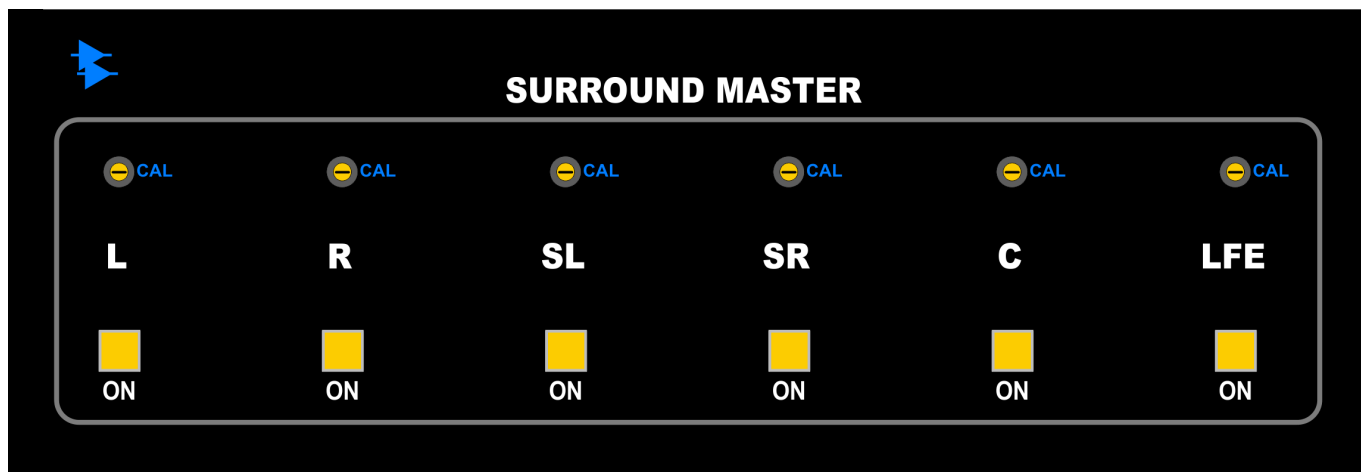 SURROUND MASTER
CAL CAL CAL CAL CAL CAL
L R SL SR C LFE
ON ON ON ON ON ON